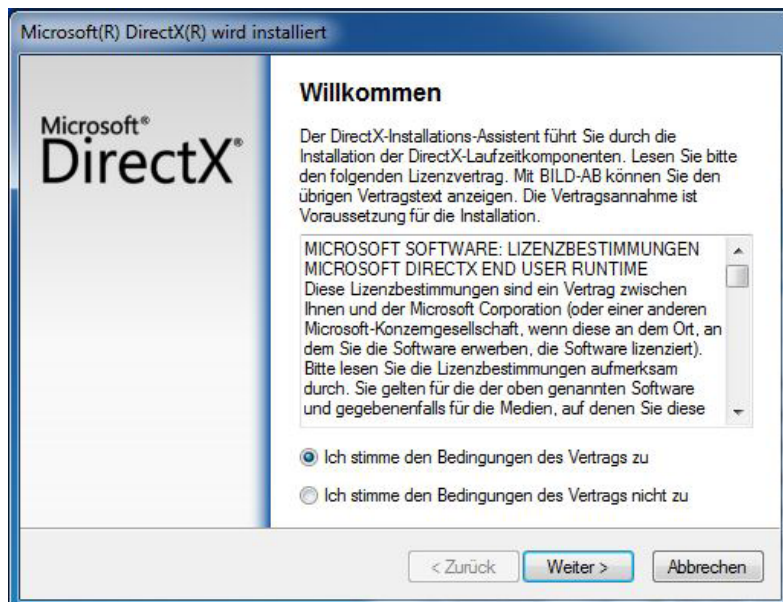 Microsoft(R) DirectX(R) wird installiert
Microsoft®
DirectX®
Willkommen
Der DirectX-Installations-Assistent führt Sie durch die
Installation der DirectX-Laufzeitkomponenten. Lesen Sie bitte
den folgenden Lizenzvertrag. Mit BILD-AB können Sie den
übrigen Vertragstext anzeigen. Die Vertragsannahme ist
Voraussetzung für die Installation.
MICROSOFT SOFTWARE: LIZENZBESTIMMUNGEN
MICROSOFT DIRECTX END USER RUNTIME
Diese Lizenzbestimmungen sind ein Vertrag zwischen
Ihnen und der Microsoft Corporation (oder einer anderen
Microsoft-Konzerngesellschaft, wenn diese an dem Ort, an
dem Sie die Software erwerben, die Software lizenziert).
Bitte lesen Sie die Lizenzbestimmungen aufmerksam
durch. Sie gelten für die der oben genannten Software
und gegebenenfalls für die Medien, auf denen Sie diese
Ich stimme den Bedingungen des Vertrags zu
Ich stimme den Bedingungen des Vertrags nicht zu
< Zurück
Weiter >
Abbrechen